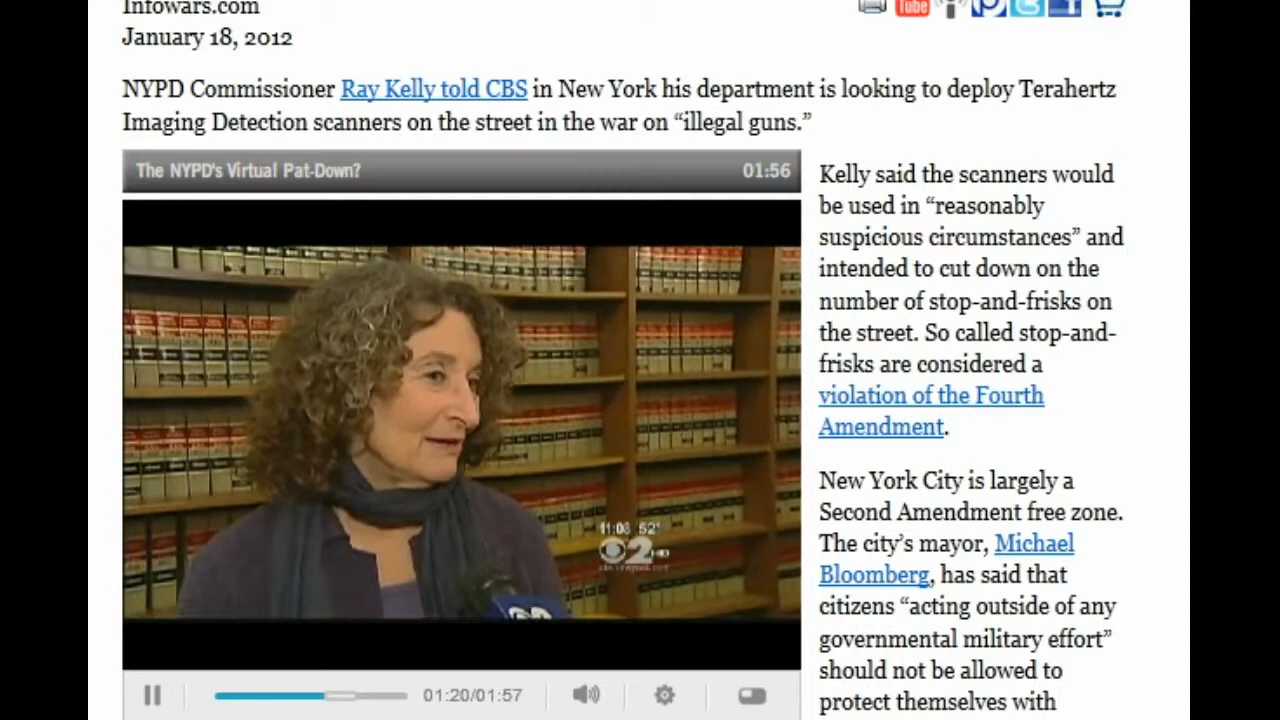 Infowars.com
January 18, 2012
NYPD Commissioner Ray Kelly told CBS in New York his department is looking to deploy Terahertz
Imaging Detection scanners on the street in the war on “illegal guns.”
The NYPD's Virtual Pat-Down? 01:56
Kelly said the scanners would
be used in “reasonably
suspicious circumstances” and
intended to cut down on the
number of stop-and-frisks on
the street. So called stop-and-
frisks are considered a
violation of the Fourth
Amendment.
New York City is largely a
Second Amendment free zone.
The city’s mayor, Michael
Bloomberg, has said that
citizens “acting outside of any
governmental military effort”
should not be allowed to
protect themselves with
Tube
11:08 52°
2 HD
01:20/01:57